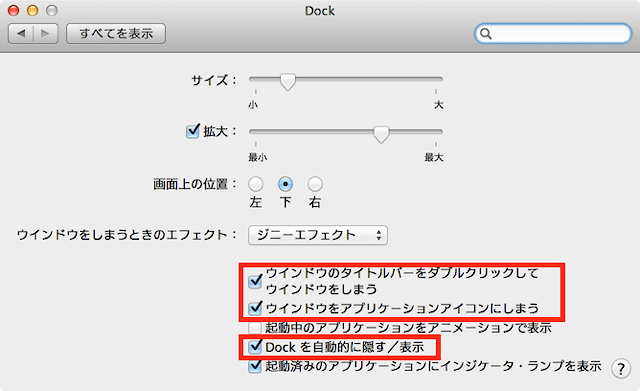 Dock
すべてを表示
サイズ：
小 大
拡大：
最小 最大
画面上の位置：
左 下 右
ウインドウをしまうときのエフェクト： ジニーエフェクト
ウインドウのタイトルバーをダブルクリックして
ウインドウをしまう
ウインドウをアプリケーションアイコンにしまう
起動中のアプリケーションをアニメーションで表示
Dock を自動的に隠す／表示
起動済みのアプリケーションにインジケータ・ランプを表示 ?